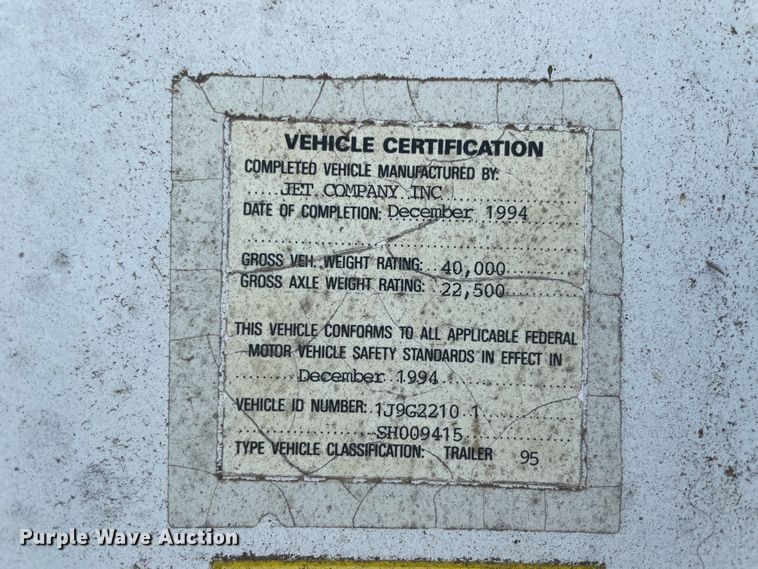 VEHICLE CERTIFICATION
COMPLETED VEHICLE MANUFACTURED BY:
JET COMPANY INC
DATE OF COMPLETION: December 1994
GROSS VEH. WEIGHT RATING: 40,000
GROSS AXLE WEIGHT RATING: 22,500
THIS VEHICLE CONFORMS TO ALL APPLICABLE FEDERAL
MOTOR VEHICLE SAFETY STANDARDS IN EFFECT IN
December 1994
VEHICLE ID NUMBER: 1J9G2210 1
SH009415
TYPE VEHICLE CLASSIFICATION: TRAILER 95
Purple Wave Auction